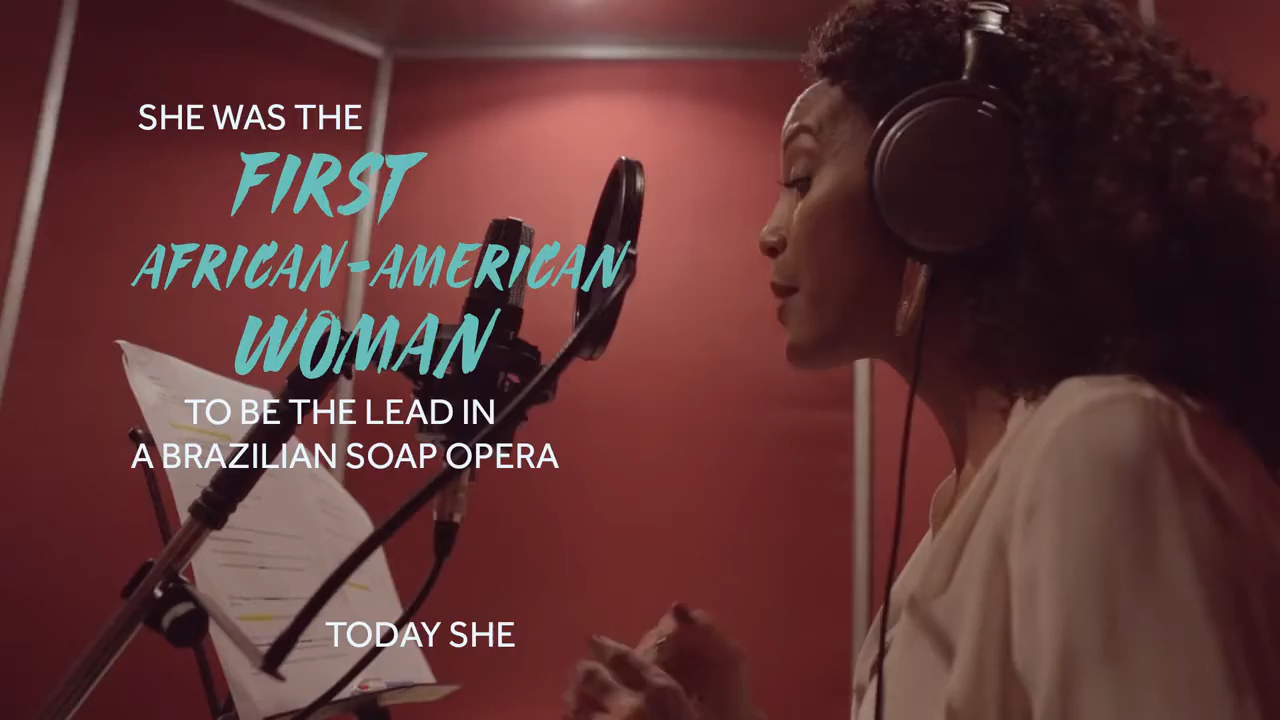 SHE WAS THE
FIRST
AFRICAN-AMERICAN
WOMAN
TO BE THE LEAD IN
A BRAZILIAN SOAP OPERA
TODAY SHE